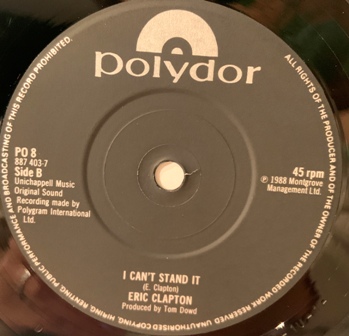 polydor
PO 8
887 403-7
Side B
Unichappell Music
Original Sound
Recording made by
Polygram International
Ltd.
45 rpm
℗ 1988 Montgrove
Management Ltd.
I CAN'T STAND IT
(E. Clapton)
ERIC CLAPTON
Produced by Tom Dowd
ALL RIGHTS OF THE PRODUCER AND OF THE OWNER OF THE RECORDED WORK RESERVED. UNAUTHORISED COPYING, HIRING, RENTING, PUBLIC PERFORMANCE AND BROADCASTING OF THIS RECORD PROHIBITED.